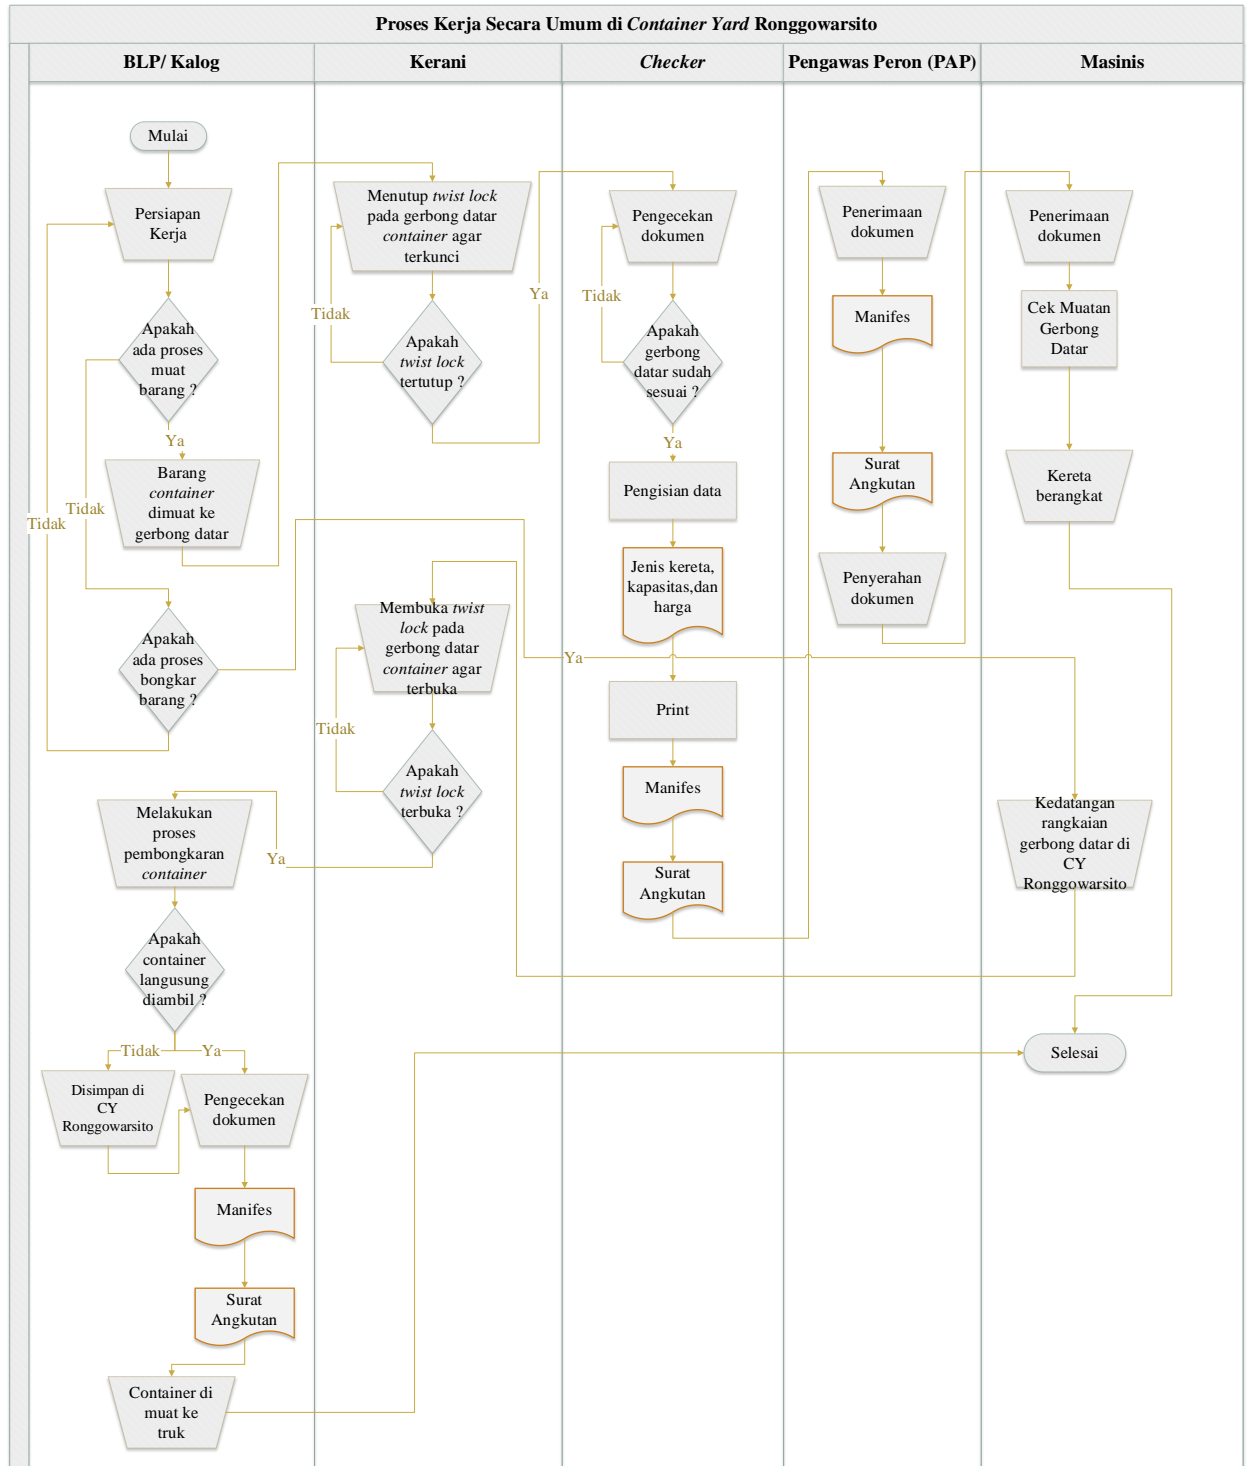 Proses Kerja Secara Umum di Container Yard Ronggowarsito
BLP/ Kalog
Kerani
Checker
Pengawas Peron (PAP)
Masinis
Mulai
Persiapan
Kerja
Apakah
ada proses
muat
barang ?
Ya
Barang
container
dimuat ke
gerbong datar
Tidak
Tidak
Apakah
ada proses
bongkar
barang ?
Melakukan
proses
pembongkaran
container
Ya
Apakah
container
langusung
diambil ?
Tidak
Ya
Disimpan di
CY
Ronggowarsito
Pengecekan
dokumen
Manifes
Surat
Angkutan
Container di
muat ke
truk
Menutup twist lock
pada gerbong datar
container agar
terkunci
Tidak
Apakah
twist lock
tertutup ?
Ya
Membuka twist
lock pada
gerbong datar
container agar
terbuka
Tidak
Apakah
twist lock
terbuka ?
Pengecekan
dokumen
Tidak
Apakah
gerbong
datar sudah
sesuai ?
Ya
Pengisian data
Jenis kereta,
kapasitas,dan
harga
Ya
Print
Manifes
Surat
Angkutan
Penerimaan
dokumen
Manifes
Surat
Angkutan
Penyerahan
dokumen
Penerimaan
dokumen
Cek Muatan
Gerbong
Datar
Kereta
berangkat
Kedatangan
rangkaian
gerbong datar di
CY
Ronggowarsito
Selesai